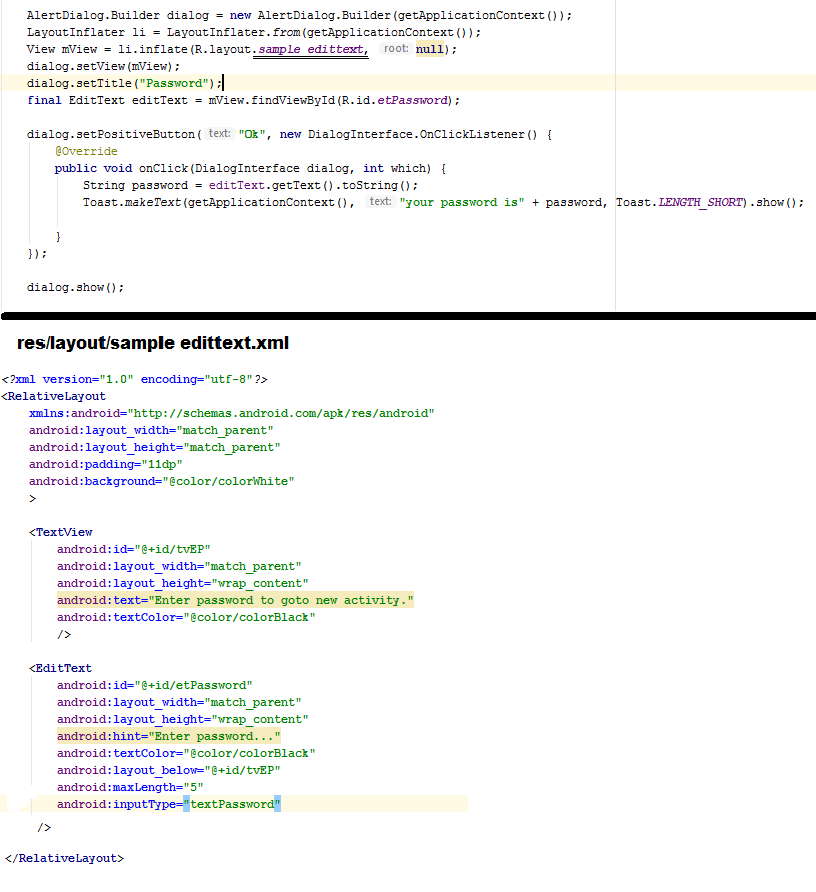 AlertDialog.Builder dialog = new AlertDialog.Builder(getApplicationContext());
LayoutInflater li = LayoutInflater.from(getApplicationContext());
View mView = li.inflate(R.layout.sample_edittext, root: null);
dialog.setView(mView);
dialog.setTitle("Password");
final EditText editText = mView.findViewById(R.id.etPassword);
dialog.setPositiveButton( text: "Ok", new DialogInterface.OnClickListener() {
@Override
public void onClick(DialogInterface dialog, int which) {
String password = editText.getText().toString();
Toast.makeText(getApplicationContext(), text: "your password is" + password, Toast.LENGTH_SHORT).show();
}
});
dialog.show();
res/layout/sample edittext.xml
<?xml version="1.0" encoding="utf-8"?>
<RelativeLayout
xmlns:android="http://schemas.android.com/apk/res/android"
android:layout_width="match_parent"
android:layout_height="match_parent"
android:padding="11dp"
android:background="@color/colorWhite"
>
<TextView
android:id="@+id/tvEP"
android:layout_width="match_parent"
android:layout_height="wrap_content"
android:text="Enter password to goto new activity."
android:textColor="@color/colorBlack"
/>
<EditText
android:id="@+id/etPassword"
android:layout_width="match_parent"
android:layout_height="wrap_content"
android:hint="Enter password..."
android:textColor="@color/colorBlack"
android:layout_below="@+id/tvEP"
android:maxLength="5"
android:inputType="textPassword"
/>
</RelativeLayout>